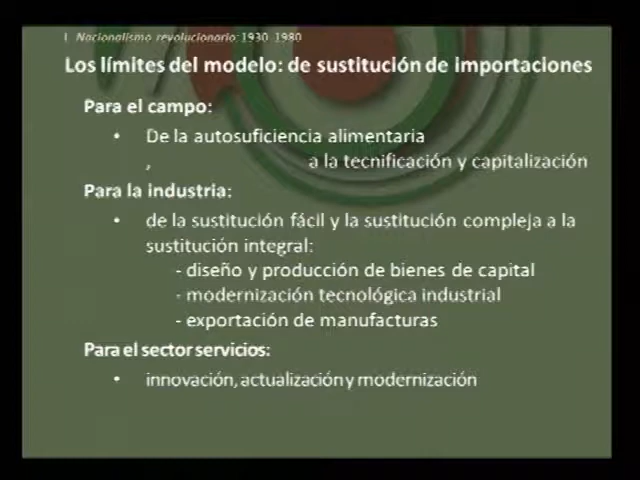 I. Nacionalismo revolucionario: 1930-1980
Los límites del modelo: de sustitución de importaciones
Para el campo:
• De la autosuficiencia alimentaria
, a la tecnificación y capitalización
Para la industria:
• de la sustitución fácil y la sustitución compleja a la
sustitución integral:
- diseño y producción de bienes de capital
- modernización tecnológica industrial
- exportación de manufacturas
Para el sector servicios:
• innovación, actualización y modernización